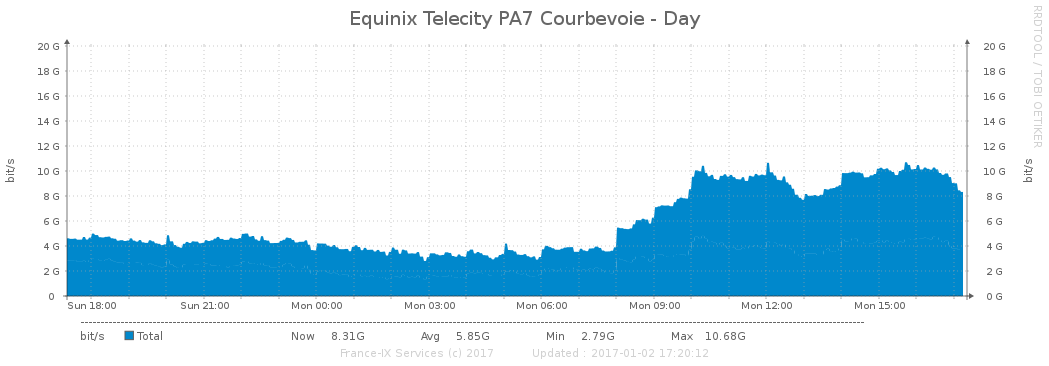 Equinix Telecity PA7 Courbevoie - Day
RRDTOOL / TOBI OETIKER
bit/s
bit/s
20 G 20 G
18 G 18 G
16 G 16 G
14 G 14 G
12 G 12 G
10 G 10 G
8 G 8 G
6 G 6 G
4 G 4 G
2 G 2 G
0 0 G
Sun 18:00 Sun 21:00 Mon 00:00 Mon 03:00 Mon 06:00 Mon 09:00 Mon 12:00 Mon 15:00
bit/s Total Now 8.31G Avg 5.85G Min 2.79G Max 10.68G
France-IX Services (c) 2017 Updated : 2017-01-02 17:20:12